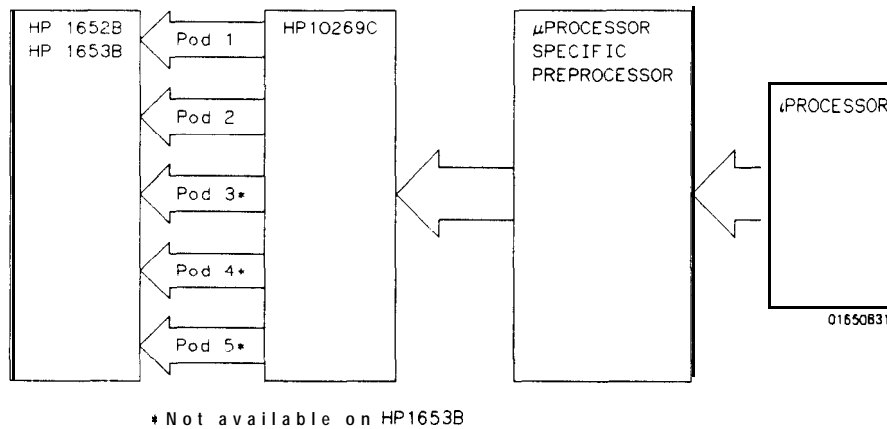 HP 1652B
HP 1653B
Pod 1
Pod 2
Pod 3*
Pod 4*
Pod 5*
HP10269C
µPROCESSOR
SPECIFIC
PREPROCESSOR
µPROCESSOR
01650B31
*Not available on HP1653B